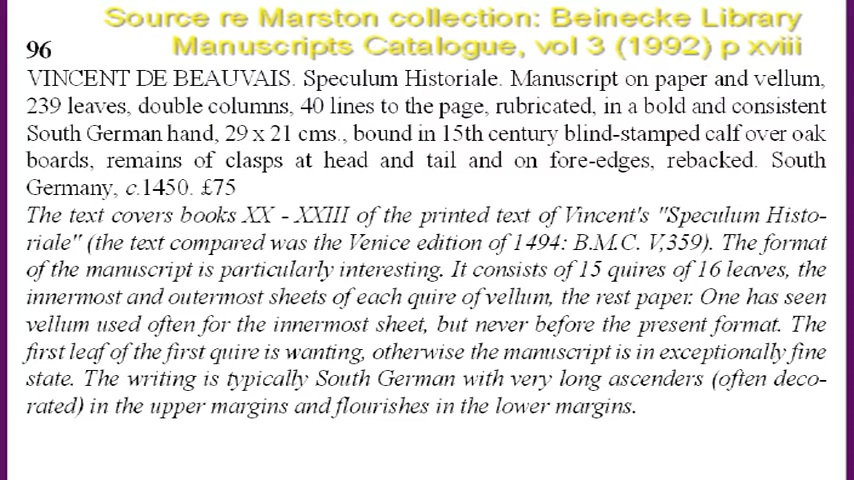 Source re Marston collection: Beinecke Library
Manuscripts Catalogue, vol 3 (1992) p xviii
96
VINCENT DE BEAUVAIS. Speculum Historiale. Manuscript on paper and vellum,
239 leaves, double columns, 40 lines to the page, rubricated, in a bold and consistent
South German hand, 29 x 21 cms., bound in 15th century blind-stamped calf over oak
boards, remains of clasps at head and tail and on fore-edges, rebacked. South
Germany, c.1450. £75
The text covers books XX - XXIII of the printed text of Vincent's "Speculum Histo-
riale" (the text compared was the Venice edition of 1494: B.M.C. V,359). The format
of the manuscript is particularly interesting. It consists of 15 quires of 16 leaves, the
innermost and outermost sheets of each quire of vellum, the rest paper. One has seen
vellum used often for the innermost sheet, but never before the present format. The
first leaf of the first quire is wanting, otherwise the manuscript is in exceptionally fine
state. The writing is typically South German with very long ascenders (often deco-
rated) in the upper margins and flourishes in the lower margins.